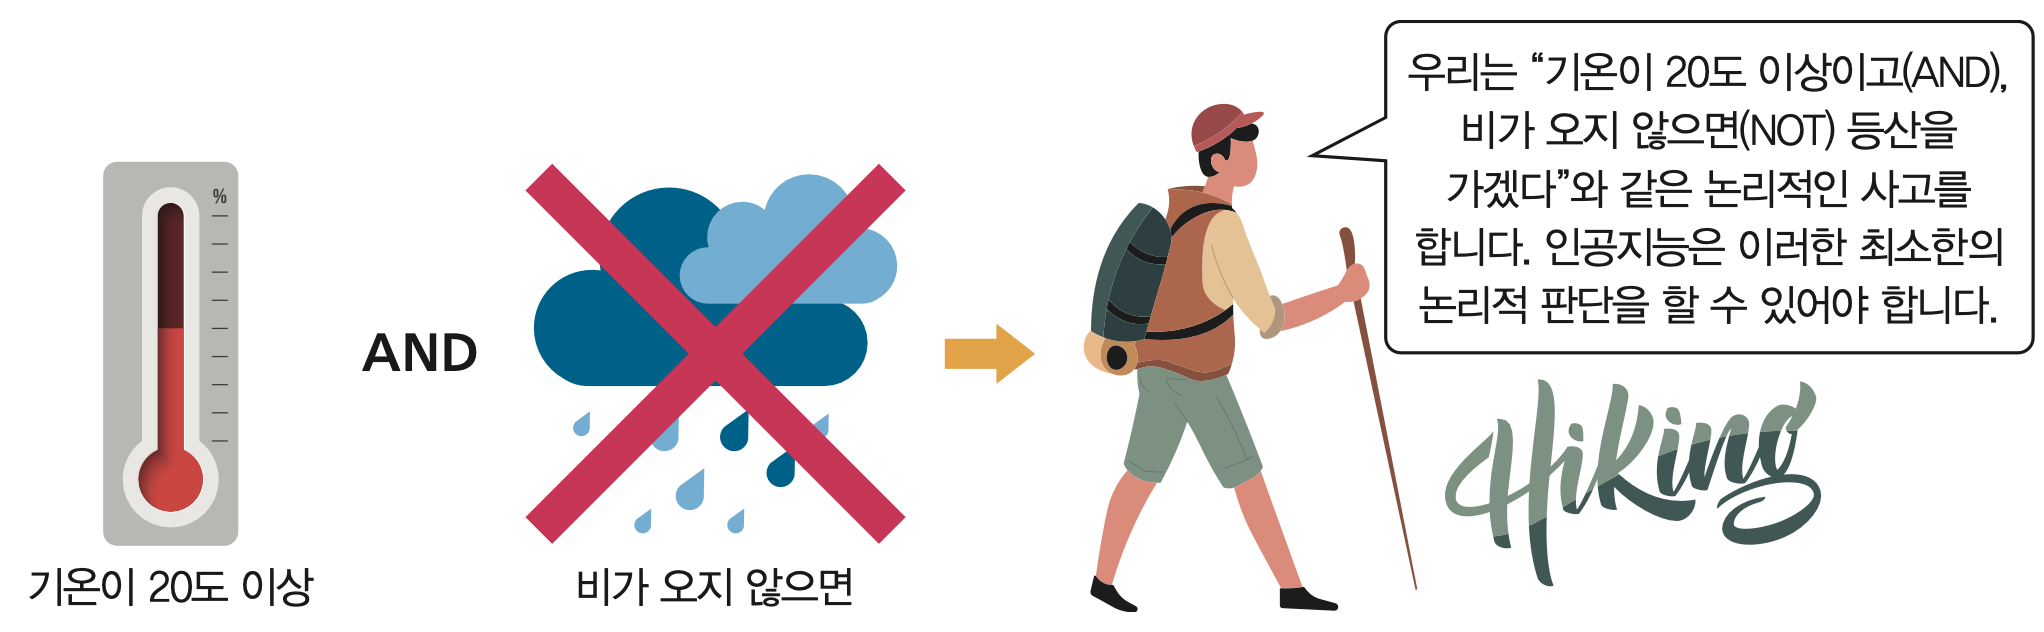 우리는 “기온이 20도 이상이고(AND),
비가 오지 않으면(NOT) 등산을
가겠다”와 같은 논리적인 사고를
합니다. 인공지능은 이러한 최소한의
논리적 판단을 할 수 있어야 합니다.
%
AND
Hiking
기온이 20도 이상
비가 오지 않으면